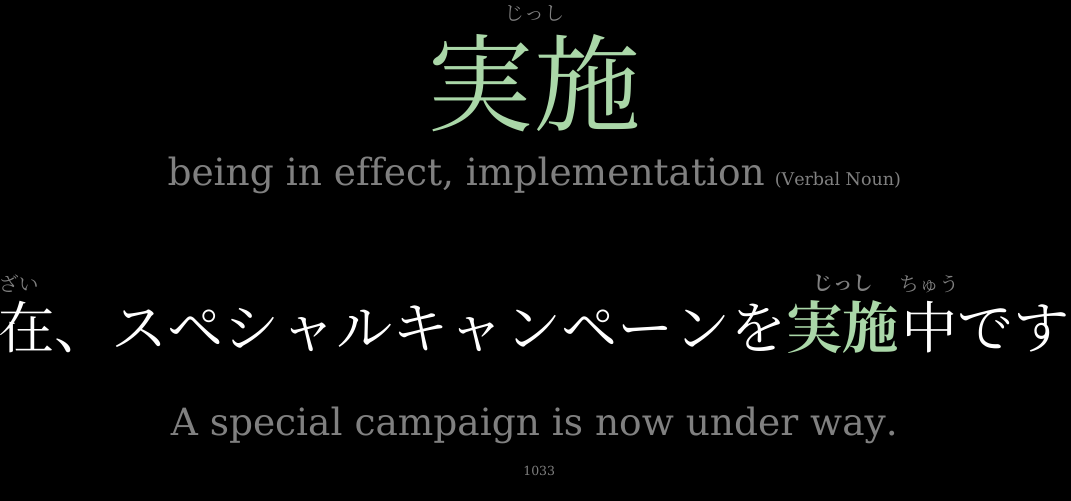 じっし
実施
being in effect, implementation (Verbal Noun)
ざい じっし ちゅう
在、スペシャルキャンペーンを実施中です
A special campaign is now under way.
1033